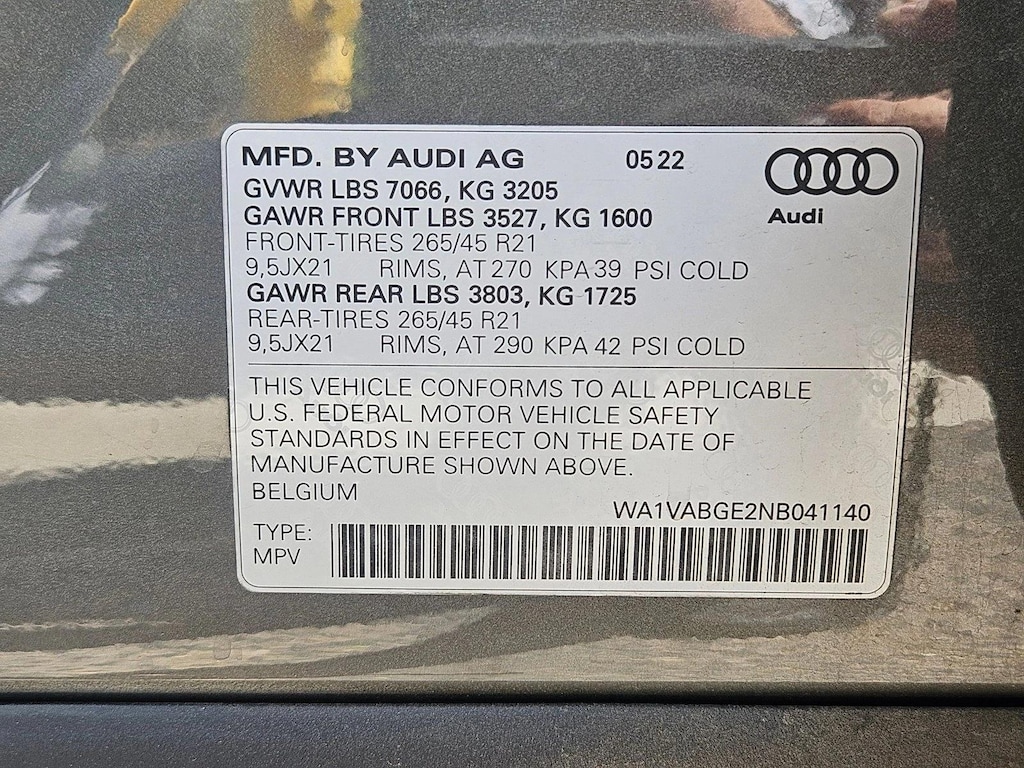 MFD. BY AUDI AG 05 22
GVWR LBS 7066, KG 3205
GAWR FRONT LBS 3527, KG 1600
Audi
FRONT-TIRES 265/45 R21
9,5JX21 RIMS, AT 270 KPA 39 PSI COLD
GAWR REAR LBS 3803, KG 1725
REAR-TIRES 265/45 R21
9,5JX21 RIMS, AT 290 KPA 42 PSI COLD
THIS VEHICLE CONFORMS TO ALL APPLICABLE
U.S. FEDERAL MOTOR VEHICLE SAFETY
STANDARDS IN EFFECT ON THE DATE OF
MANUFACTURE SHOWN ABOVE.
BELGIUM
WA1VABGE2NB041140
TYPE:
MPV